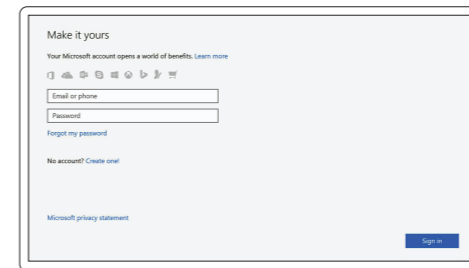 Make it yours
Your Microsoft account opens a world of benefits. Learn more
Email or phone
Password
Forgot my password
No account? Create one!
Microsoft privacy statement
Sign in